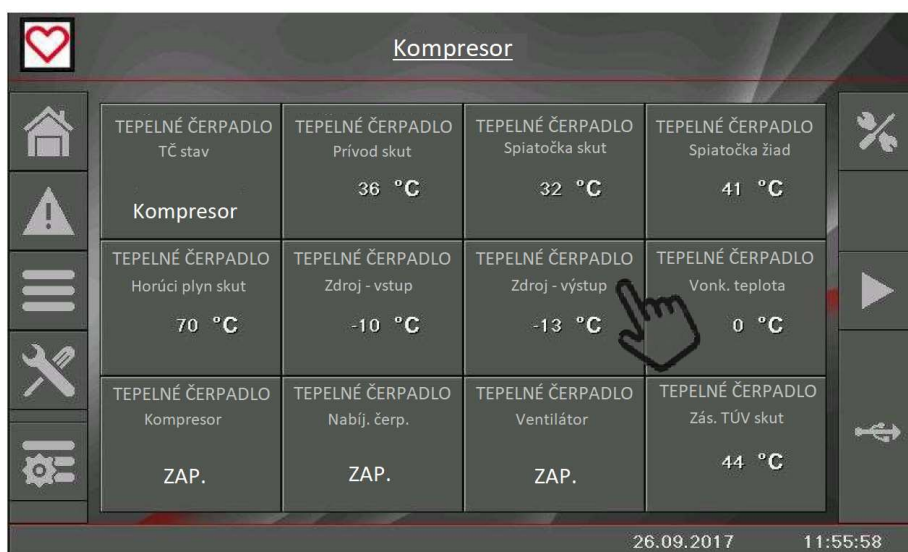 Kompresor
TEPELNÉ ČERPADLO
TČ stav
Kompresor
TEPELNÉ ČERPADLO
Prívod skut
36 °C
TEPELNÉ ČERPADLO
Spiatočka skut
32 °C
TEPELNÉ ČERPADLO
Spiatočka žiad
41 °C
TEPELNÉ ČERPADLO
Horúci plyn skut
70 °C
TEPELNÉ ČERPADLO
Zdroj - vstup
-10 °C
TEPELNÉ ČERPADLO
Zdroj - výstup
-13 °C
TEPELNÉ ČERPADLO
Vonk. teplota
0 °C
TEPELNÉ ČERPADLO
Kompresor
ZAP.
TEPELNÉ ČERPADLO
Nabíj. čerp.
ZAP.
TEPELNÉ ČERPADLO
Ventilátor
ZAP.
TEPELNÉ ČERPADLO
Zás. TÚV skut
44 °C
26.09.2017 11:55:58